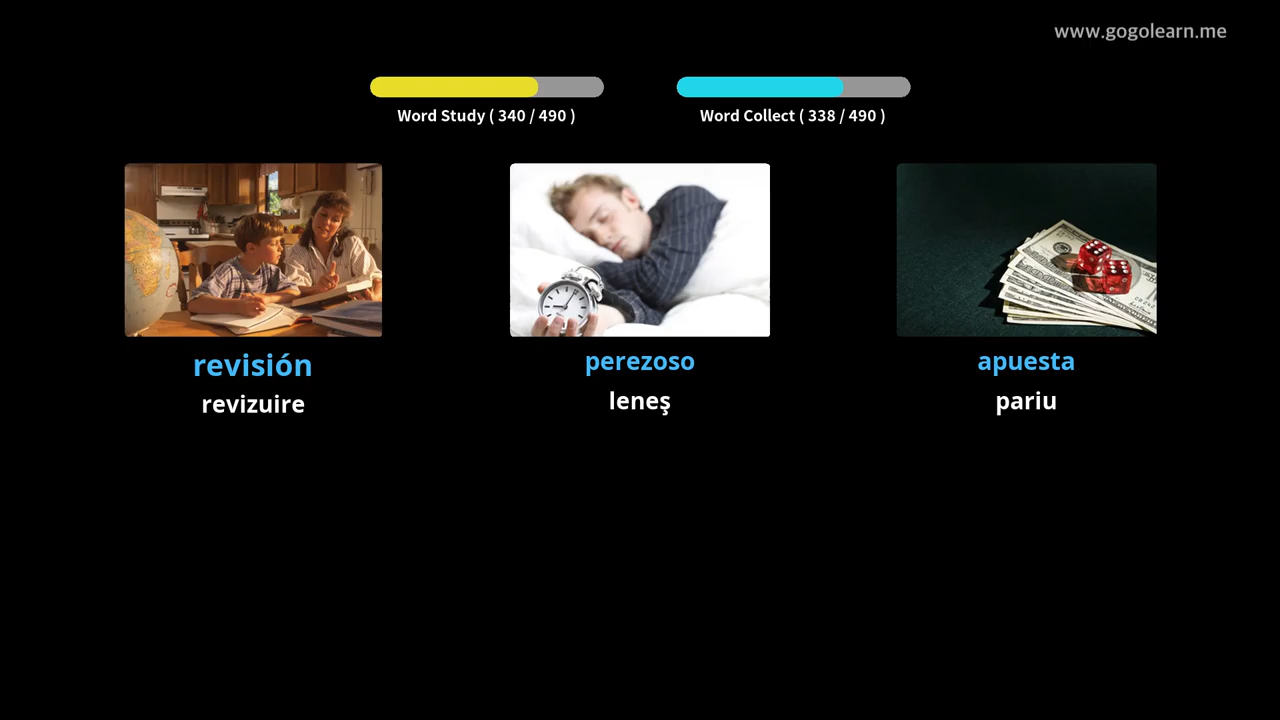 www.gogolearn.me
Word Study ( 340 / 490 )
Word Collect ( 338 / 490 )
revisión
perezoso
apuesta
revizuire
leneş
pariu